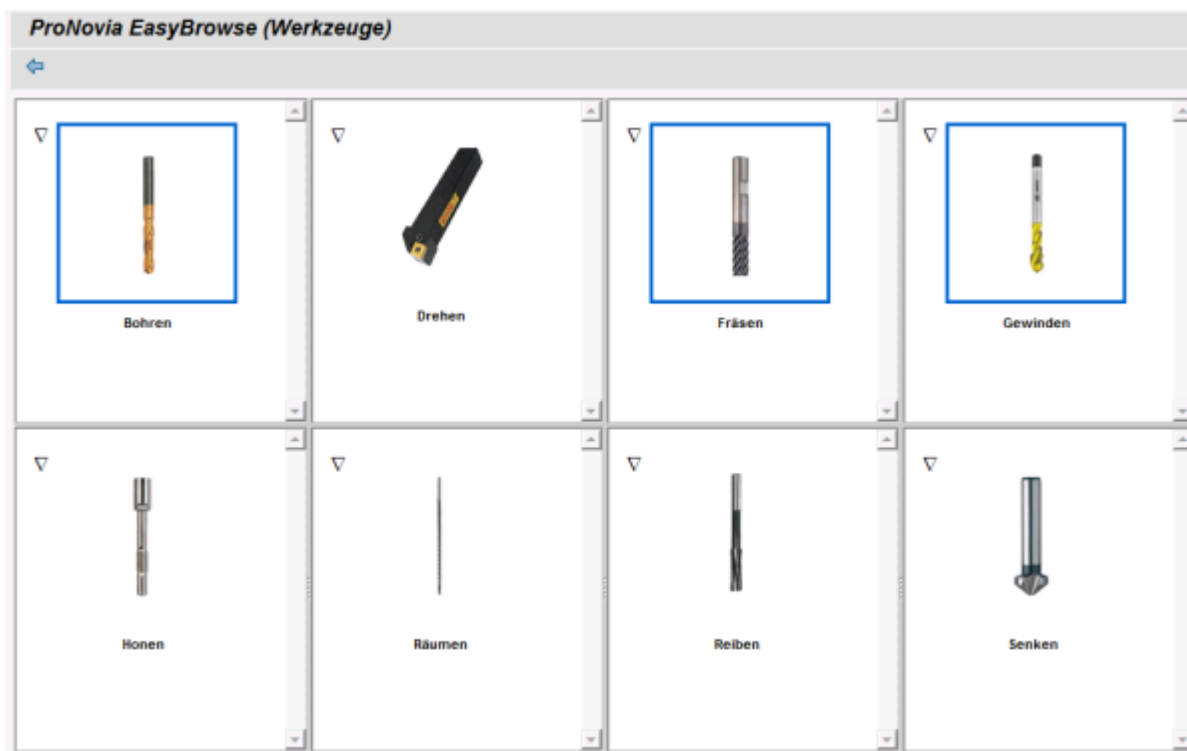 ProNovia EasyBrowse (Werkzeuge)
Bohren
Drehen
Fräsen
Gewinden
Honen
Räumen
Reiben
Senken